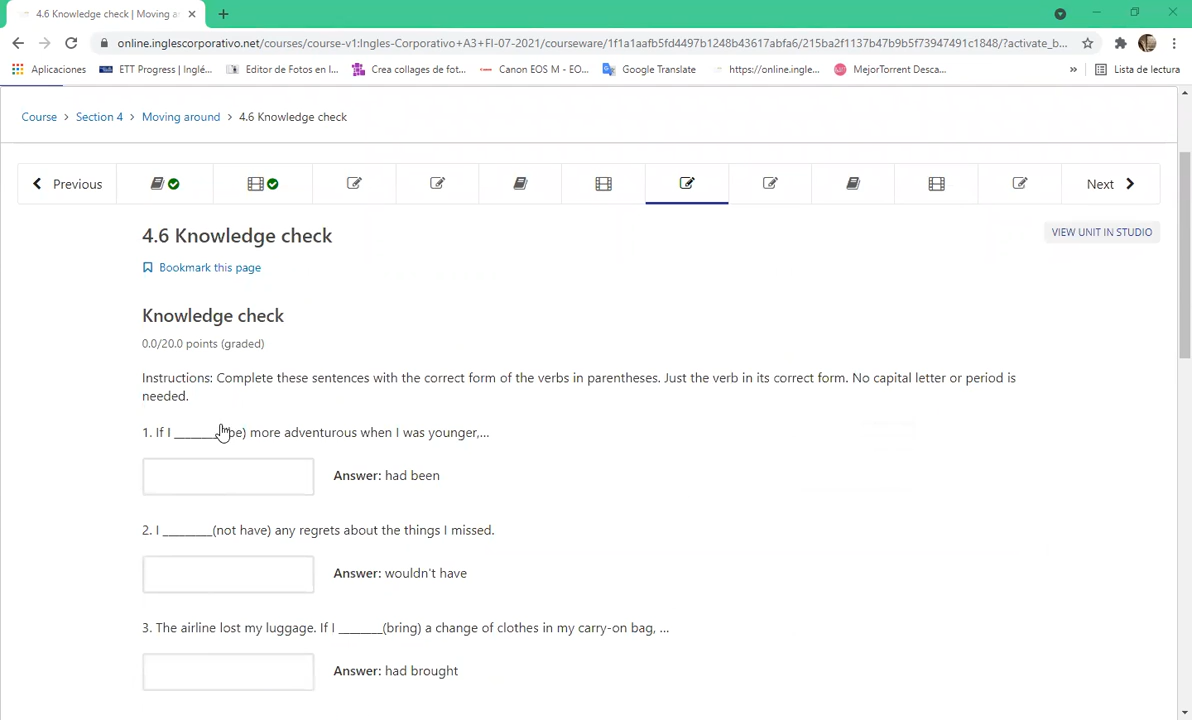 4.6 Knowledge check | Moving a
online.inglescorporativo.net/courses/course-v1:Ingles-Corporativo+A3+FI-07-2021/courseware/1f1a1aafb5fd4497b1248b43617abfa6/215ba2f1137b47b9b5f73947491c1848/?activate_b...
Aplicaciones ETT Progress | Inglé... Editor de Fotos en l... Crea collages de fot... Canon EOS M - EO... Google Translate https://online.ingle... MejorTorrent Desca... » Lista de lectura
Course > Section 4 > Moving around > 4.6 Knowledge check
Previous Next
4.6 Knowledge check
VIEW UNIT IN STUDIO
Bookmark this page
Knowledge check
0.0/20.0 points (graded)
Instructions: Complete these sentences with the correct form of the verbs in parentheses. Just the verb in its correct form. No capital letter or period is
needed.
1. If I _______(be) more adventurous when I was younger,...
Answer: had been
2. I ________(not have) any regrets about the things I missed.
Answer: wouldn't have
3. The airline lost my luggage. If I _______(bring) a change of clothes in my carry-on bag, ...
Answer: had brought